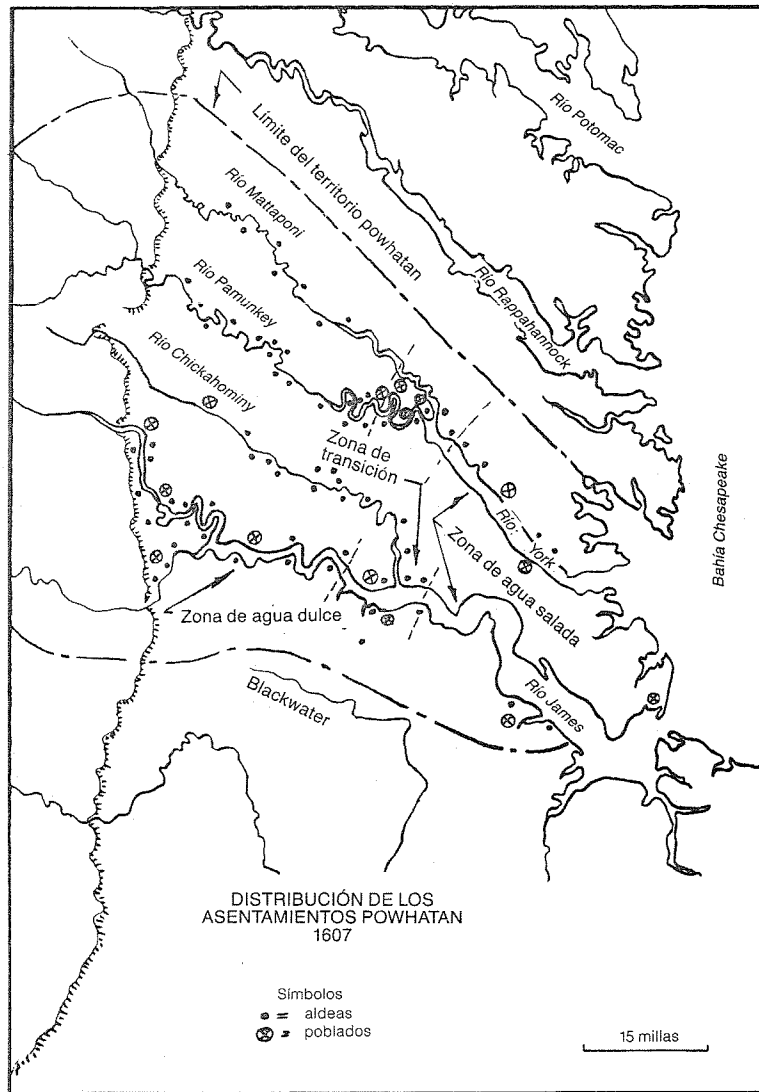 Río Potomac
Límite del territorio powhatan
Río Mattaponi
Río Rappahannock
Río Pamunkey
Río Chickahominy
Zona de
transición
Río York
Bahía Chesapeake
Zona de agua salada
Zona de agua dulce
Río James
Blackwater
DISTRIBUCIÓN DE LOS
ASENTAMIENTOS POWHATAN
1607
Símbolos
= aldeas
= poblados
15 millas